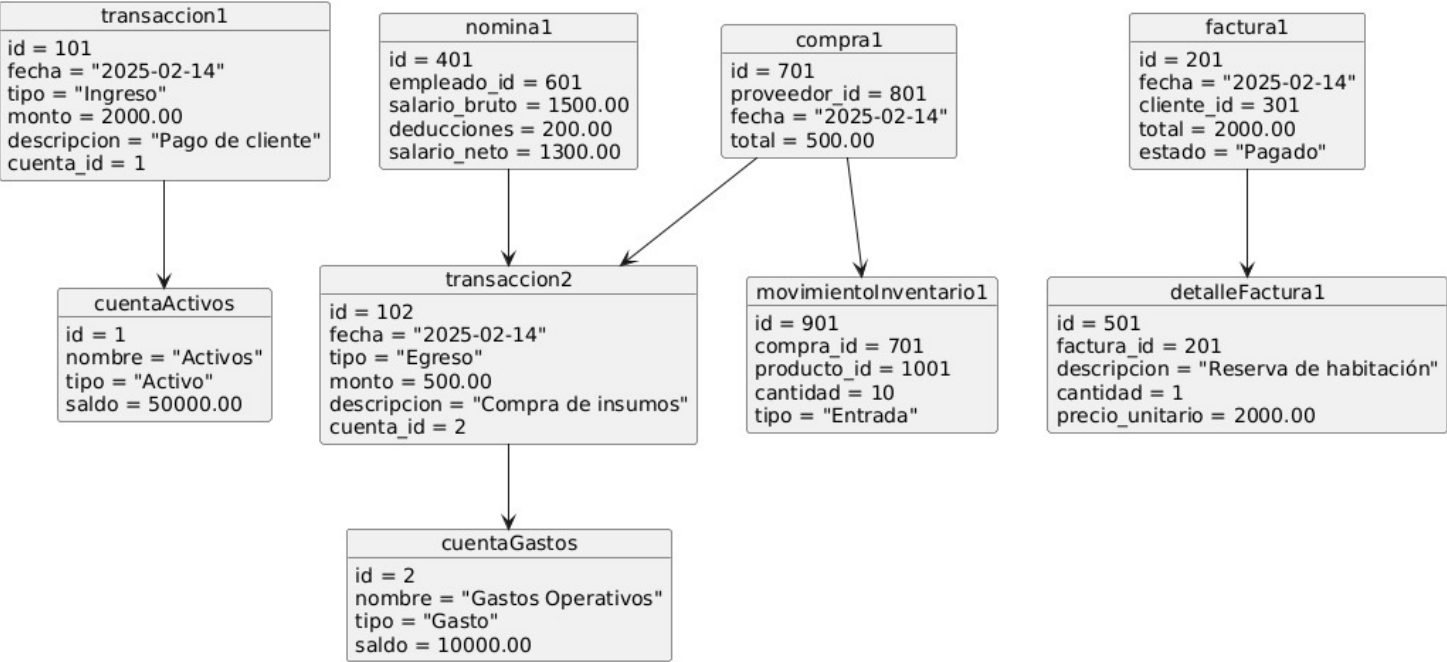 transaccion1
id = 101
fecha = "2025-02-14"
tipo = "Ingreso"
monto = 2000.00
descripcion = "Pago de cliente"
cuenta_id = 1
nomina1
id = 401
empleado_id = 601
salario_bruto = 1500.00
deducciones = 200.00
salario_neto = 1300.00
compra1
id = 701
proveedor_id = 801
fecha = "2025-02-14"
total = 500.00
factura1
id = 201
fecha = "2025-02-14"
cliente_id = 301
total = 2000.00
estado = "Pagado"
cuentaActivos
id = 1
nombre = "Activos"
tipo = "Activo"
saldo = 50000.00
transaccion2
id = 102
fecha = "2025-02-14"
tipo = "Egreso"
monto = 500.00
descripcion = "Compra de insumos"
cuenta_id = 2
movimientoInventario1
id = 901
compra_id = 701
producto_id = 1001
cantidad = 10
tipo = "Entrada"
detalleFactura1
id = 501
factura_id = 201
descripcion = "Reserva de habitación"
cantidad = 1
precio_unitario = 2000.00
cuentaGastos
id = 2
nombre = "Gastos Operativos"
tipo = "Gasto"
saldo = 10000.00